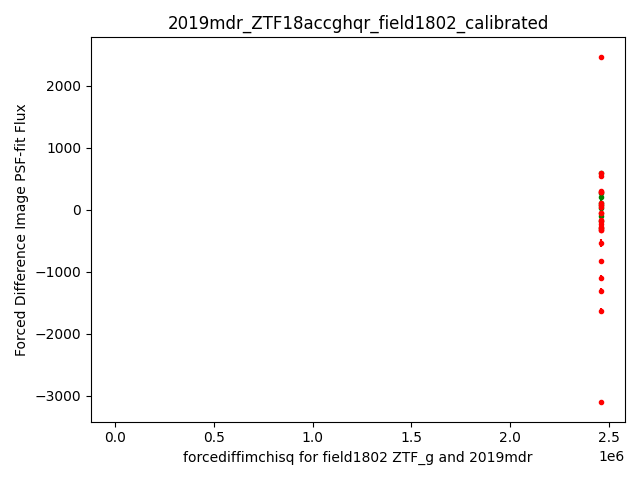 2019mdr_ZTF18accghqr_field1802_calibrated
Forced Difference Image PSF-fit Flux
2000
1000
0
−1000
−2000
−3000
0.0 0.5 1.0 1.5 2.0 2.5
1e6
forcediffimchisq for field1802 ZTF_g and 2019mdr